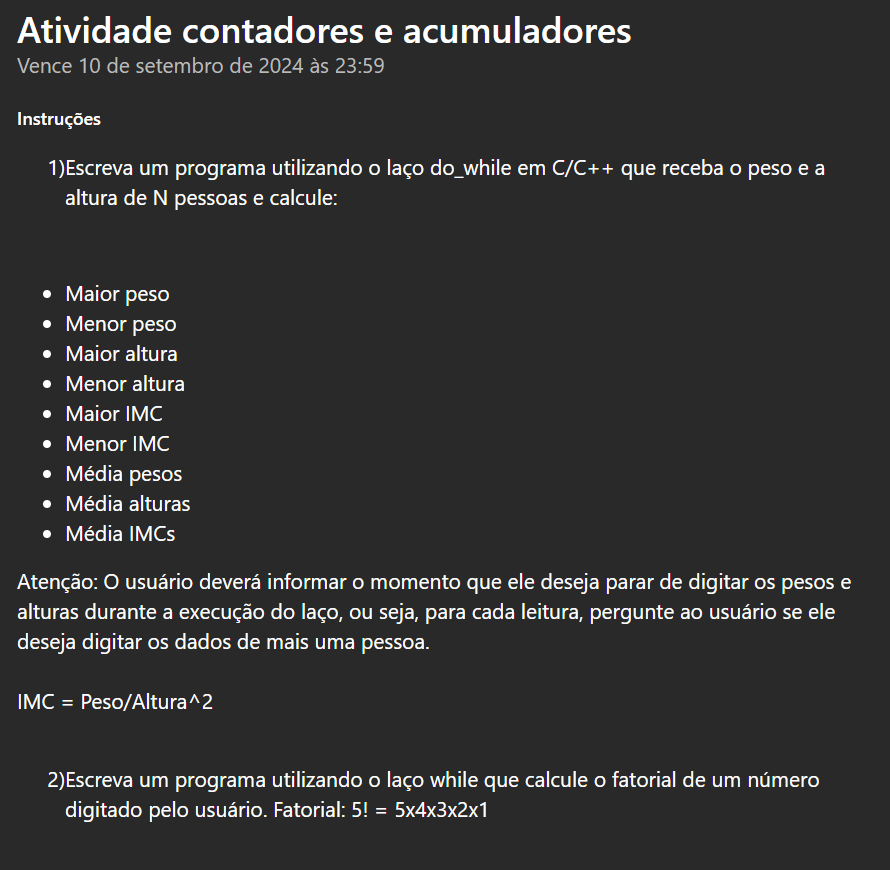 Atividade contadores e acumuladores
Vence 10 de setembro de 2024 às 23:59
Instruções
1)Escreva um programa utilizando o laço do_while em C/C++ que receba o peso e a
altura de N pessoas e calcule:
• Maior peso
• Menor peso
• Maior altura
• Menor altura
• Maior IMC
• Menor IMC
• Média pesos
• Média alturas
• Média IMCs
Atenção: O usuário deverá informar o momento que ele deseja parar de digitar os pesos e
alturas durante a execução do laço, ou seja, para cada leitura, pergunte ao usuário se ele
deseja digitar os dados de mais uma pessoa.
IMC = Peso/Altura^2
2)Escreva um programa utilizando o laço while que calcule o fatorial de um número
digitado pelo usuário. Fatorial: 5! = 5x4x3x2x1